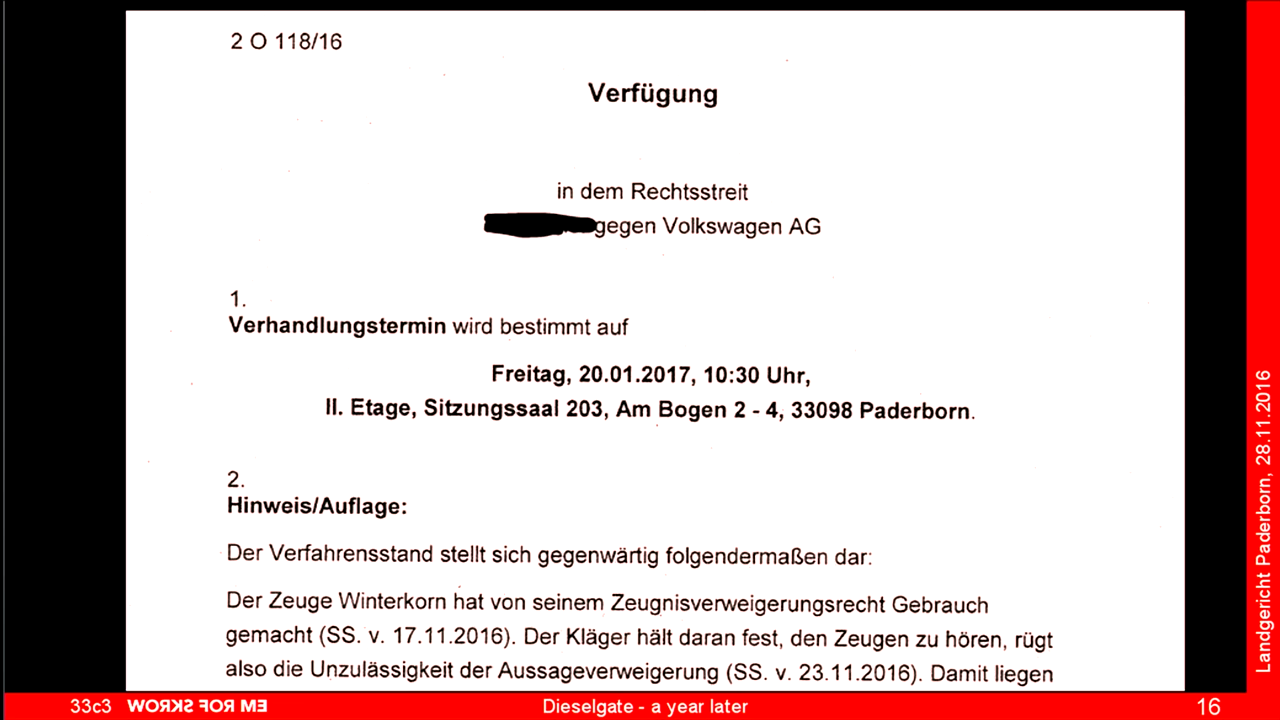 2 O 118/16
Verfügung
in dem Rechtsstreit
gegen Volkswagen AG
1.
Verhandlungstermin wird bestimmt auf
Freitag, 20.01.2017, 10:30 Uhr,
II. Etage, Sitzungssaal 203, Am Bogen 2 - 4, 33098 Paderborn.
2.
Hinweis/Auflage:
Der Verfahrensstand stellt sich gegenwärtig folgendermaßen dar:
Der Zeuge Winterkorn hat von seinem Zeugnisverweigerungsrecht Gebrauch
gemacht (SS. v. 17.11.2016). Der Kläger hält daran fest, den Zeugen zu hören, rügt
also die Unzulässigkeit der Aussageverweigerung (SS. v. 23.11.2016). Damit liegen
Landgericht Paderborn, 28.11.2016
33c3 WORKS FOR ME
Dieselgate - a year later
16